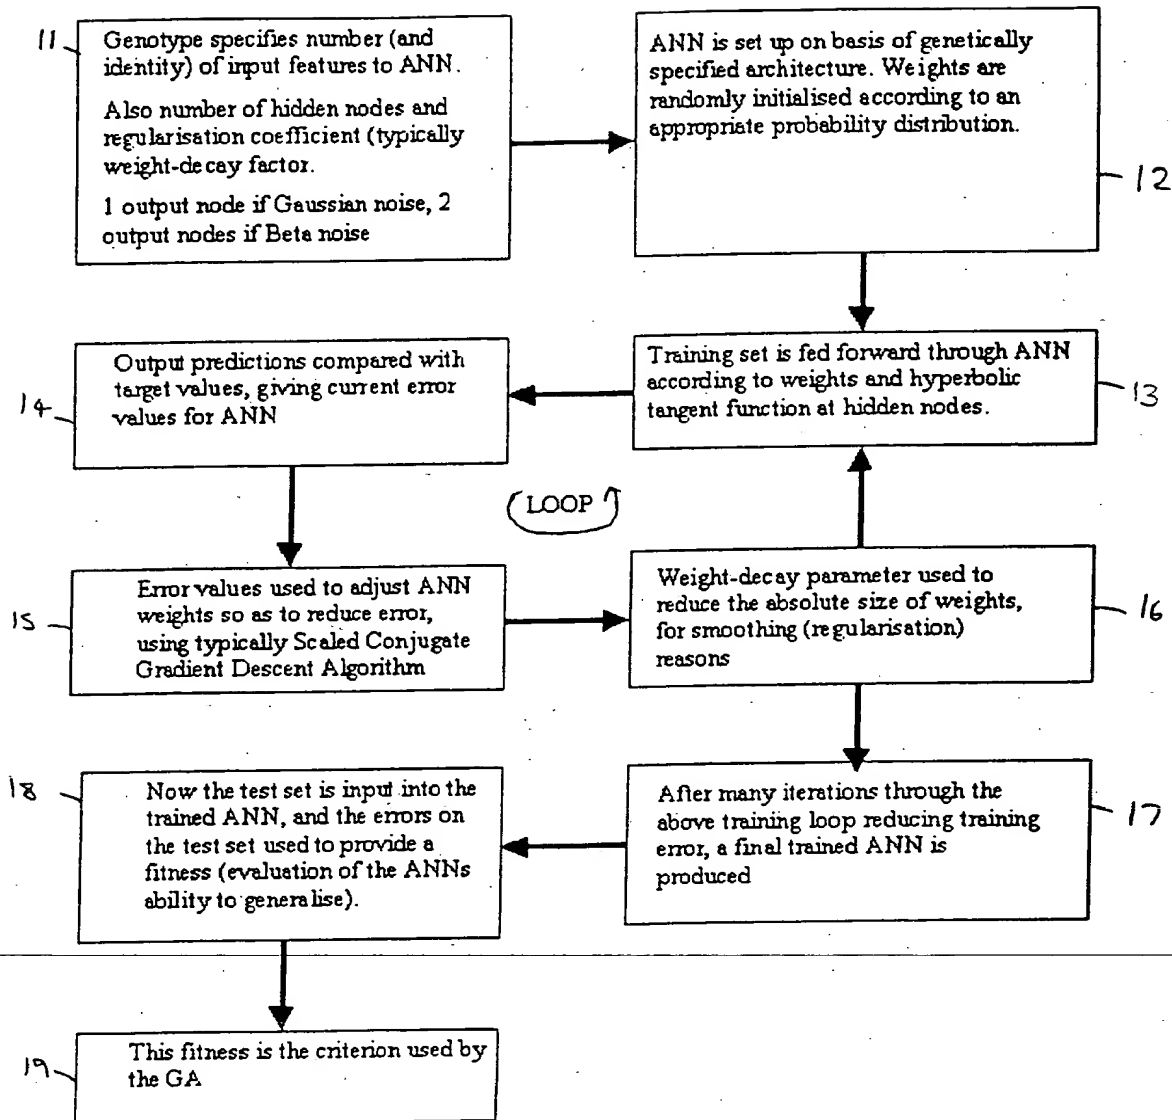 11
Genotype specifies number (and
identity) of input features to ANN.
Also number of hidden nodes and
regularisation coefficient (typically
weight-decay factor.
1 output node if Gaussian noise, 2
output nodes if Beta noise
ANN is set up on basis of genetically
specified architecture. Weights are
randomly initialised according to an
appropriate probability distribution.
12
Training set is fed forward through ANN
according to weights and hyperbolic
tangent function at hidden nodes.
13
Output predictions compared with
target values, giving current error
values for ANN
14
LOOP
Error values used to adjust ANN
weights so as to reduce error,
using typically Scaled Conjugate
Gradient Descent Algorithm
15
Weight-decay parameter used to
reduce the absolute size of weights,
for smoothing (regularisation)
reasons
16
After many iterations through the
above training loop reducing training
error, a final trained ANN is
produced
17
18
Now the test set is input into the
trained ANN, and the errors on
the test set used to provide a
fitness (evaluation of the ANNs
ability to generalise).
19
This fitness is the criterion used by
the GA